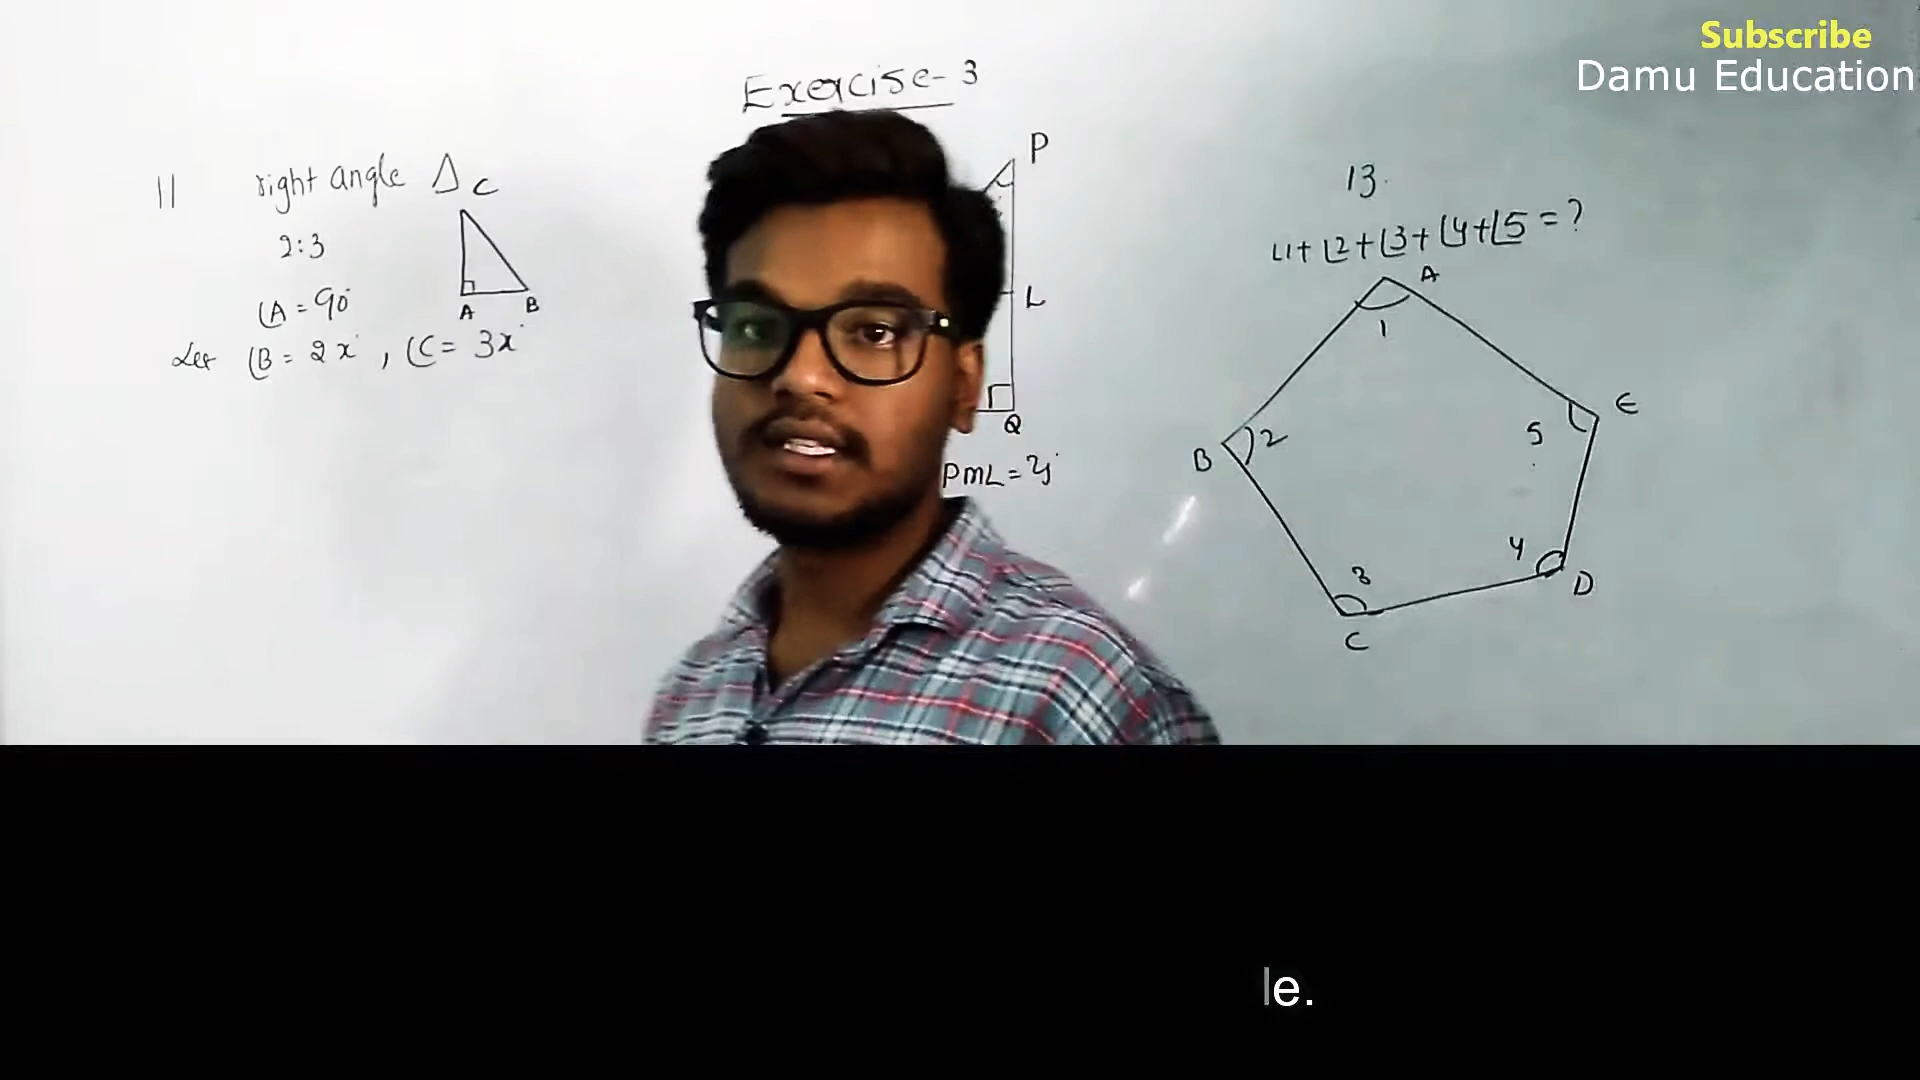 Subscribe
Damu Education
Exercise-3
11 right angle Δ
2:3
∠A = 90°
Let ∠B = 2x°, ∠C = 3x°
C
A
B
P
L
Q
PML = y°
13.
∠1+∠2+∠3+∠4+∠5 = ?
A
1
B
2
E
5
4
D
3
C
le.